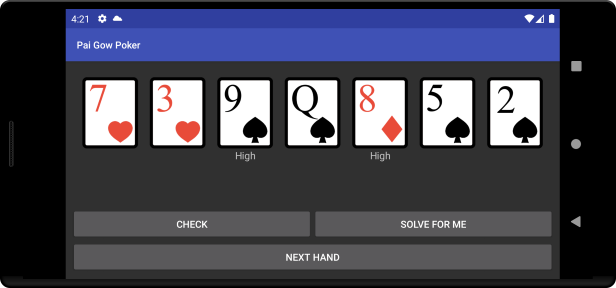 4:21
Pai Gow Poker
7 3 9 Q 8 5 2
High High
CHECK SOLVE FOR ME
NEXT HAND